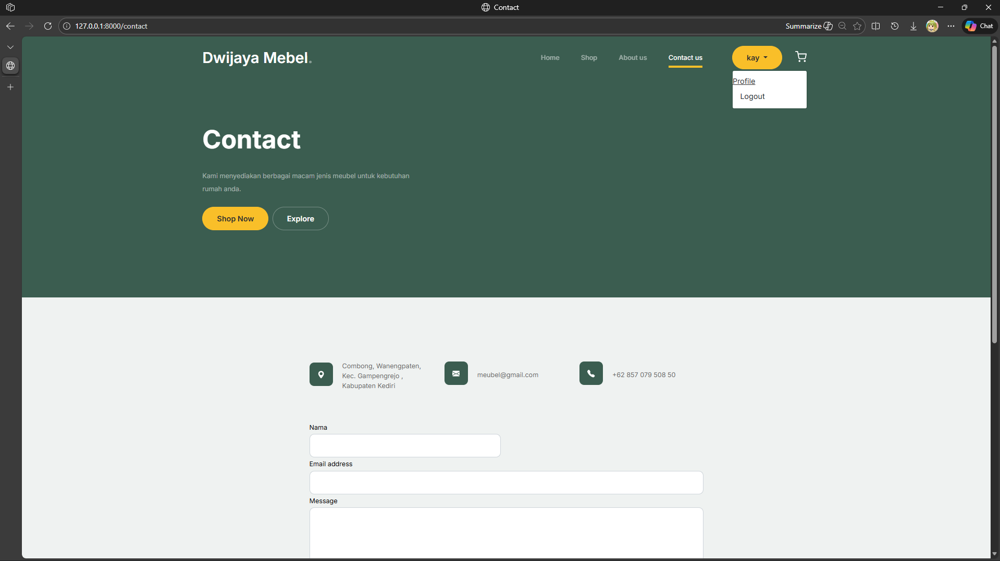 Contact
127.0.0.1:8000/contact
Summarize
Chat
Dwijaya Mebel.
Home
Shop
About us
Contact us
kay
Profile
Logout
Contact
Kami menyediakan berbagai macam jenis meubel untuk kebutuhan
rumah anda.
Shop Now
Explore
Combong, Wanengpaten,
Kec. Gampengrejo ,
Kabupaten Kediri
meubel@gmail.com
+62 857 079 508 50
Nama
Email address
Message